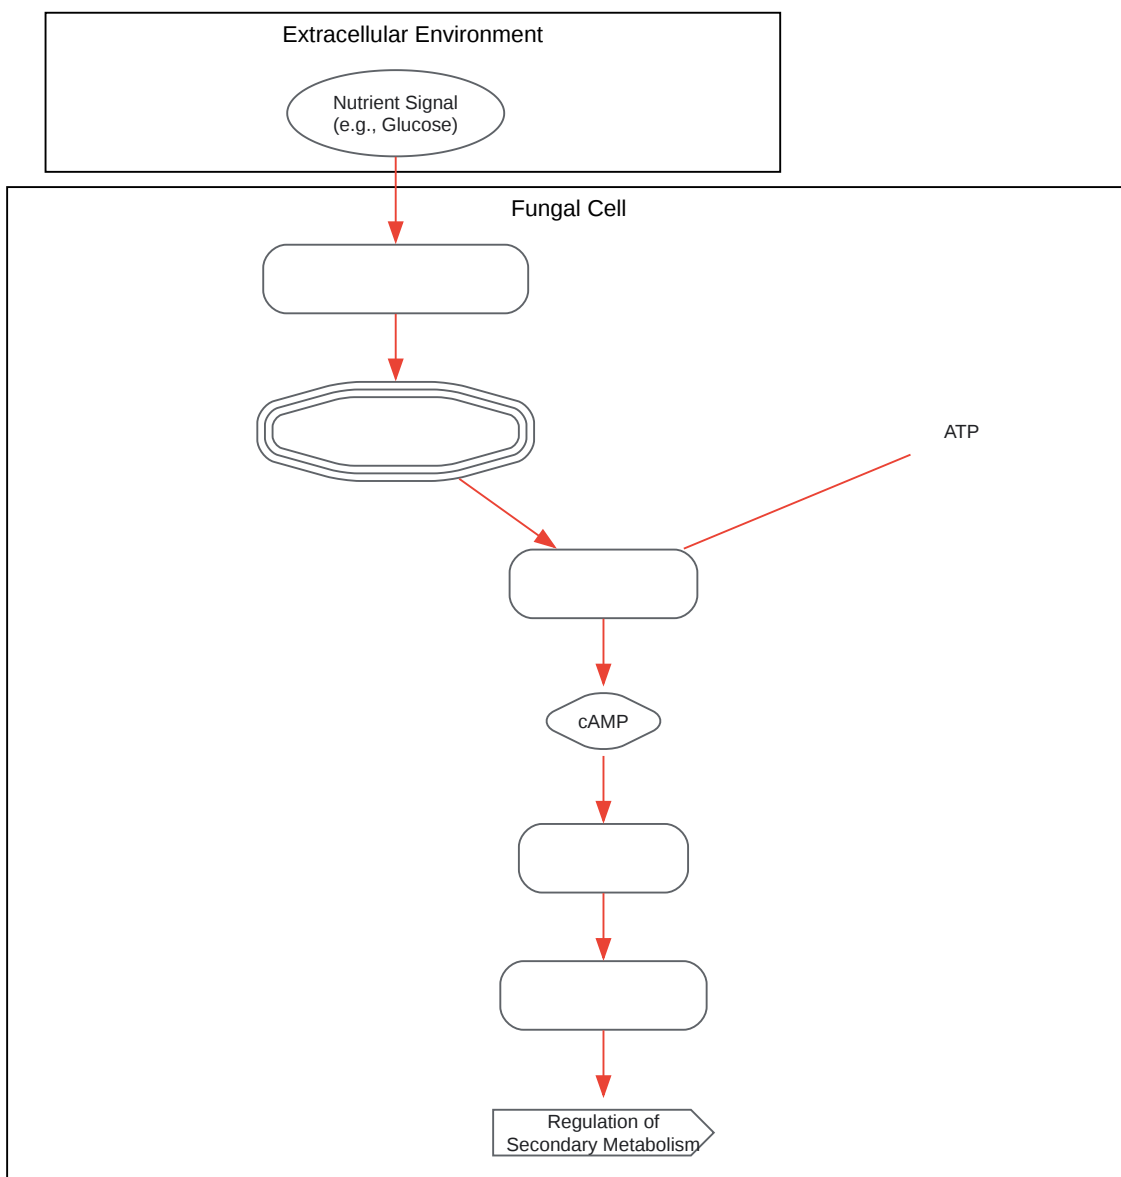 Extracellular Environment
Nutrient Signal
(e.g., Glucose)
Fungal Cell
ATP
cAMP
Regulation of
Secondary Metabolism